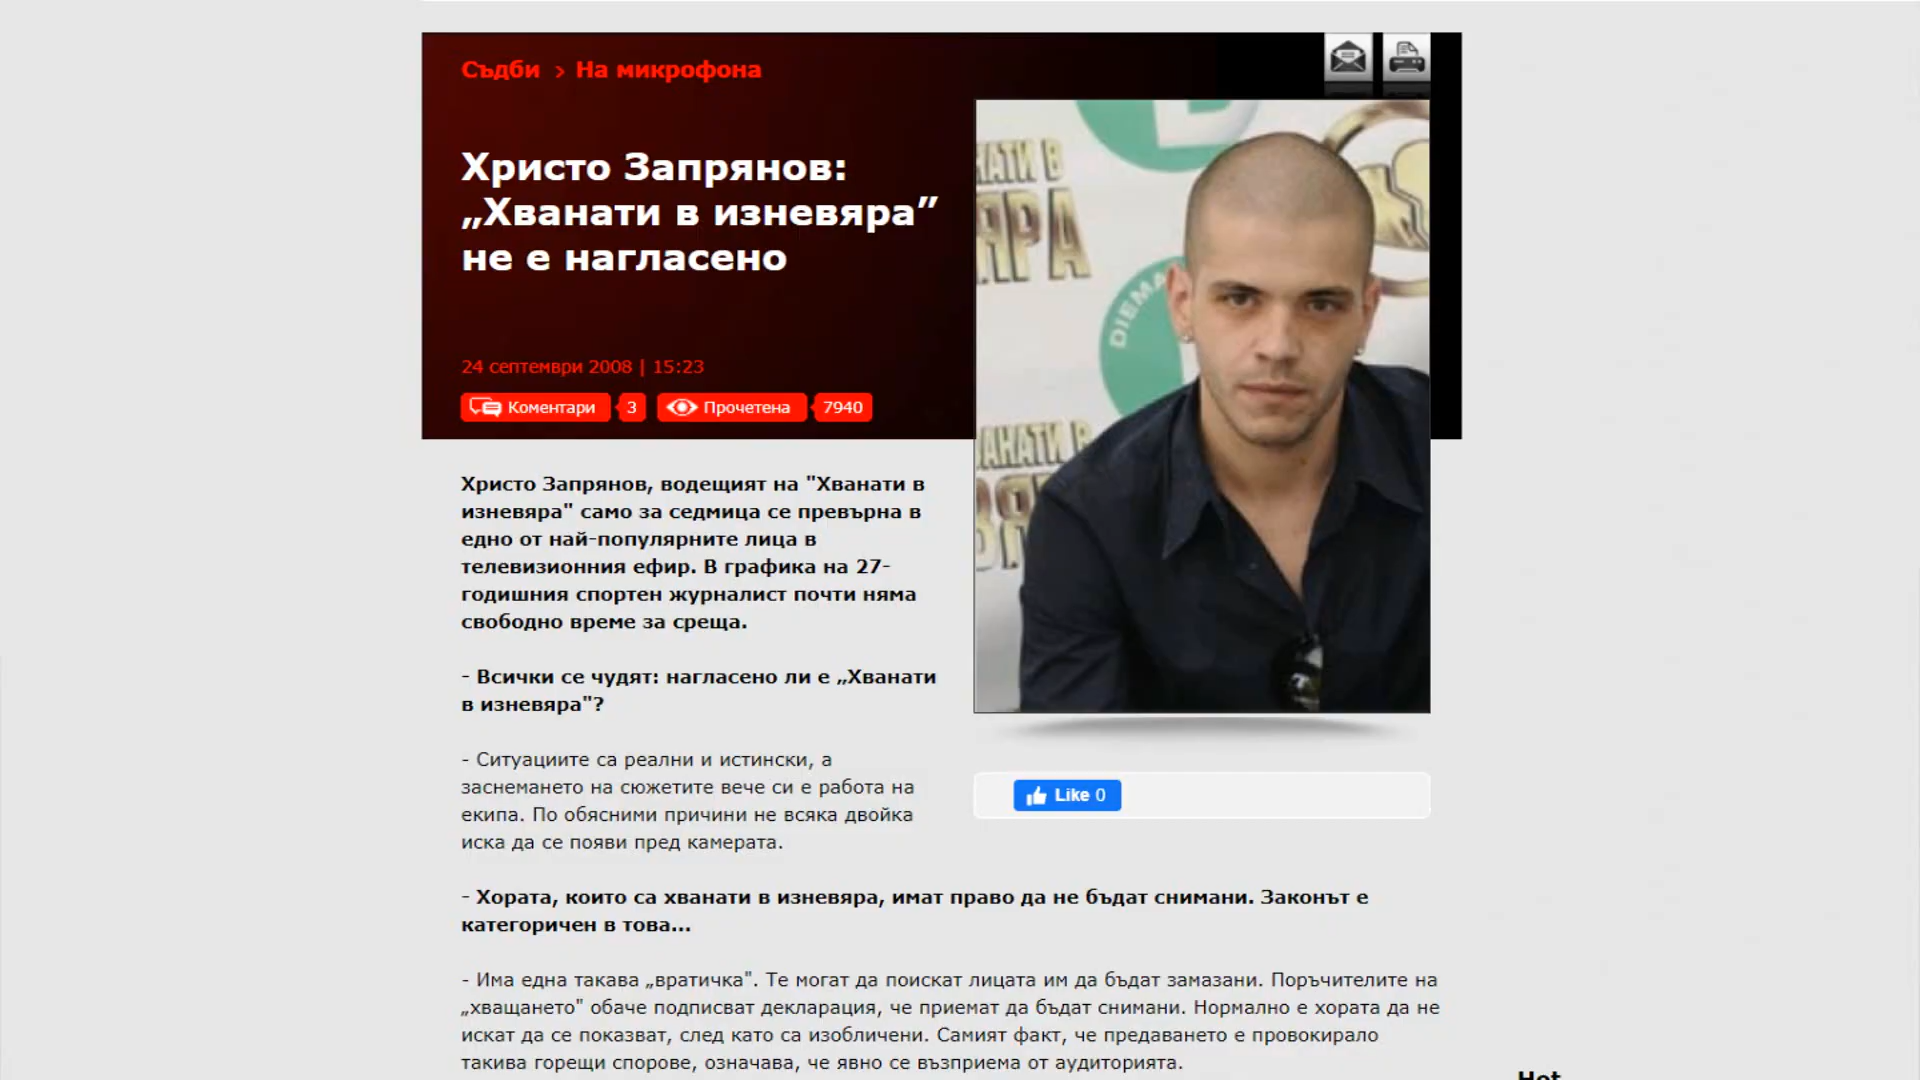 Съдби > На микрофона
Христо Запрянов:
„Хванати в изневяра”
не е нагласено
24 септември 2008 | 15:23
Коментари 3 Прочетена 7940
АТИ В
ЯРА
DIEMA
ХАНАТИ В
Христо Запрянов, водещият на "Хванати в
изневяра" само за седмица се превърна в
едно от най-популярните лица в
телевизионния ефир. В графика на 27-
годишния спортен журналист почти няма
свободно време за среща.
- Всички се чудят: нагласено ли е „Хванати
в изневяра"?
- Ситуациите са реални и истински, а
заснемането на сюжетите вече си е работа на
екипа. По обясними причини не всяка двойка
иска да се появи пред камерата.
Like 0
- Хората, които са хванати в изневяра, имат право да не бъдат снимани. Законът е
категоричен в това...
- Има една такава „вратичка". Те могат да поискат лицата им да бъдат замазани. Поръчителите на
„хващането" обаче подписват декларация, че приемат да бъдат снимани. Нормално е хората да не
искат да се показват, след като са изобличени. Самият факт, че предаването е провокирало
такива горещи спорове, означава, че явно се възприема от аудиторията.
Hot